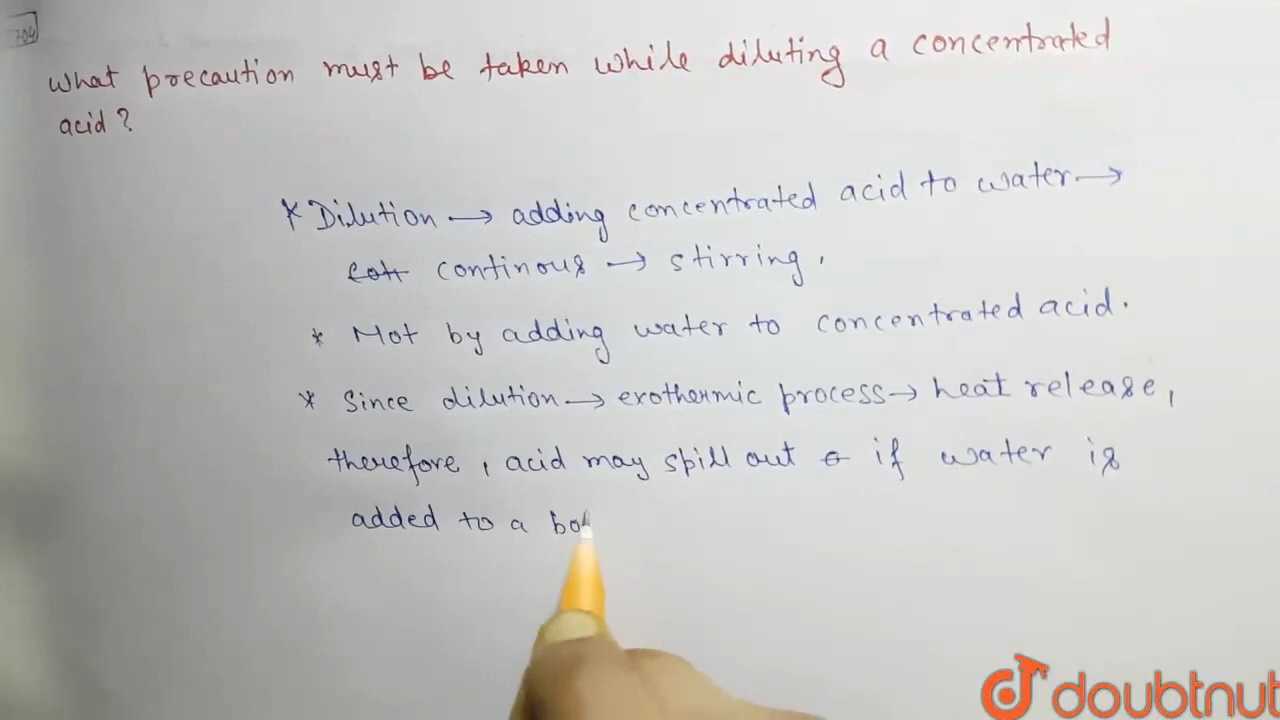 704
What precaution must be taken while diluting a concentrated
acid?
* Dilution → adding concentrated acid to water →
continous → stirring.
* Not by adding water to concentrated acid.
* Since dilution → exothermic process → heat release,
therefore, acid may spill out if water is
added to a bo
doubtnut